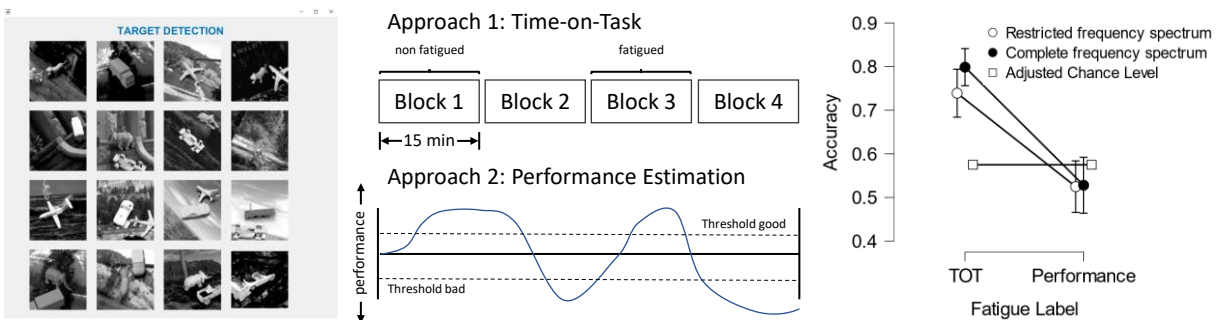 TARGET DETECTION
Approach 1: Time-on-Task
non fatigued
fatigued
Block 1
Block 2
Block 3
Block 4
15 min
Approach 2: Performance Estimation
performance
Threshold good
Threshold bad
0.9
0.8
0.7
0.6
0.5
0.4
Accuracy
Restricted frequency spectrum
Complete frequency spectrum
Adjusted Chance Level
TOT
Performance
Fatigue Label